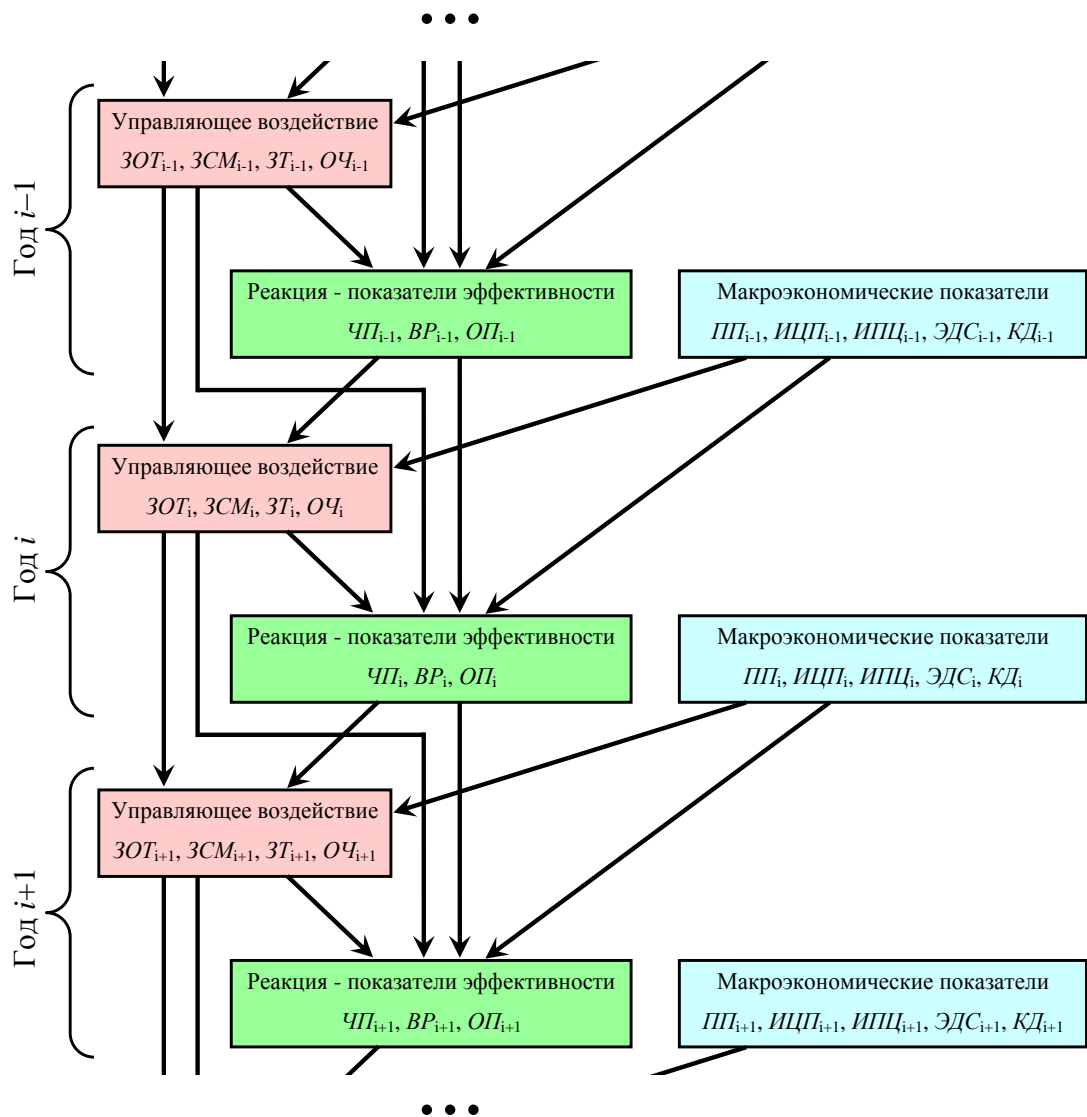 •••
Год i–1
Управляющее воздействие
ЗОТi-1, ЗСМi-1, ЗТi-1, ОЧi-1
Реакция - показатели эффективности
ЧПi-1, ВРi-1, ОПi-1
Макроэкономические показатели
ППi-1, ИЦПi-1, ИПЦi-1, ЭДСi-1, КДi-1
Год i
Управляющее воздействие
ЗОТi, ЗСМi, ЗТi, ОЧi
Реакция - показатели эффективности
ЧПi, ВРi, ОПi
Макроэкономические показатели
ППi, ИЦПi, ИПЦi, ЭДСi, КДi
Год i+1
Управляющее воздействие
ЗОТi+1, ЗСМi+1, ЗТi+1, ОЧi+1
Реакция - показатели эффективности
ЧПi+1, ВРi+1, ОПi+1
Макроэкономические показатели
ППi+1, ИЦПi+1, ИПЦi+1, ЭДСi+1, КДi+1
•••